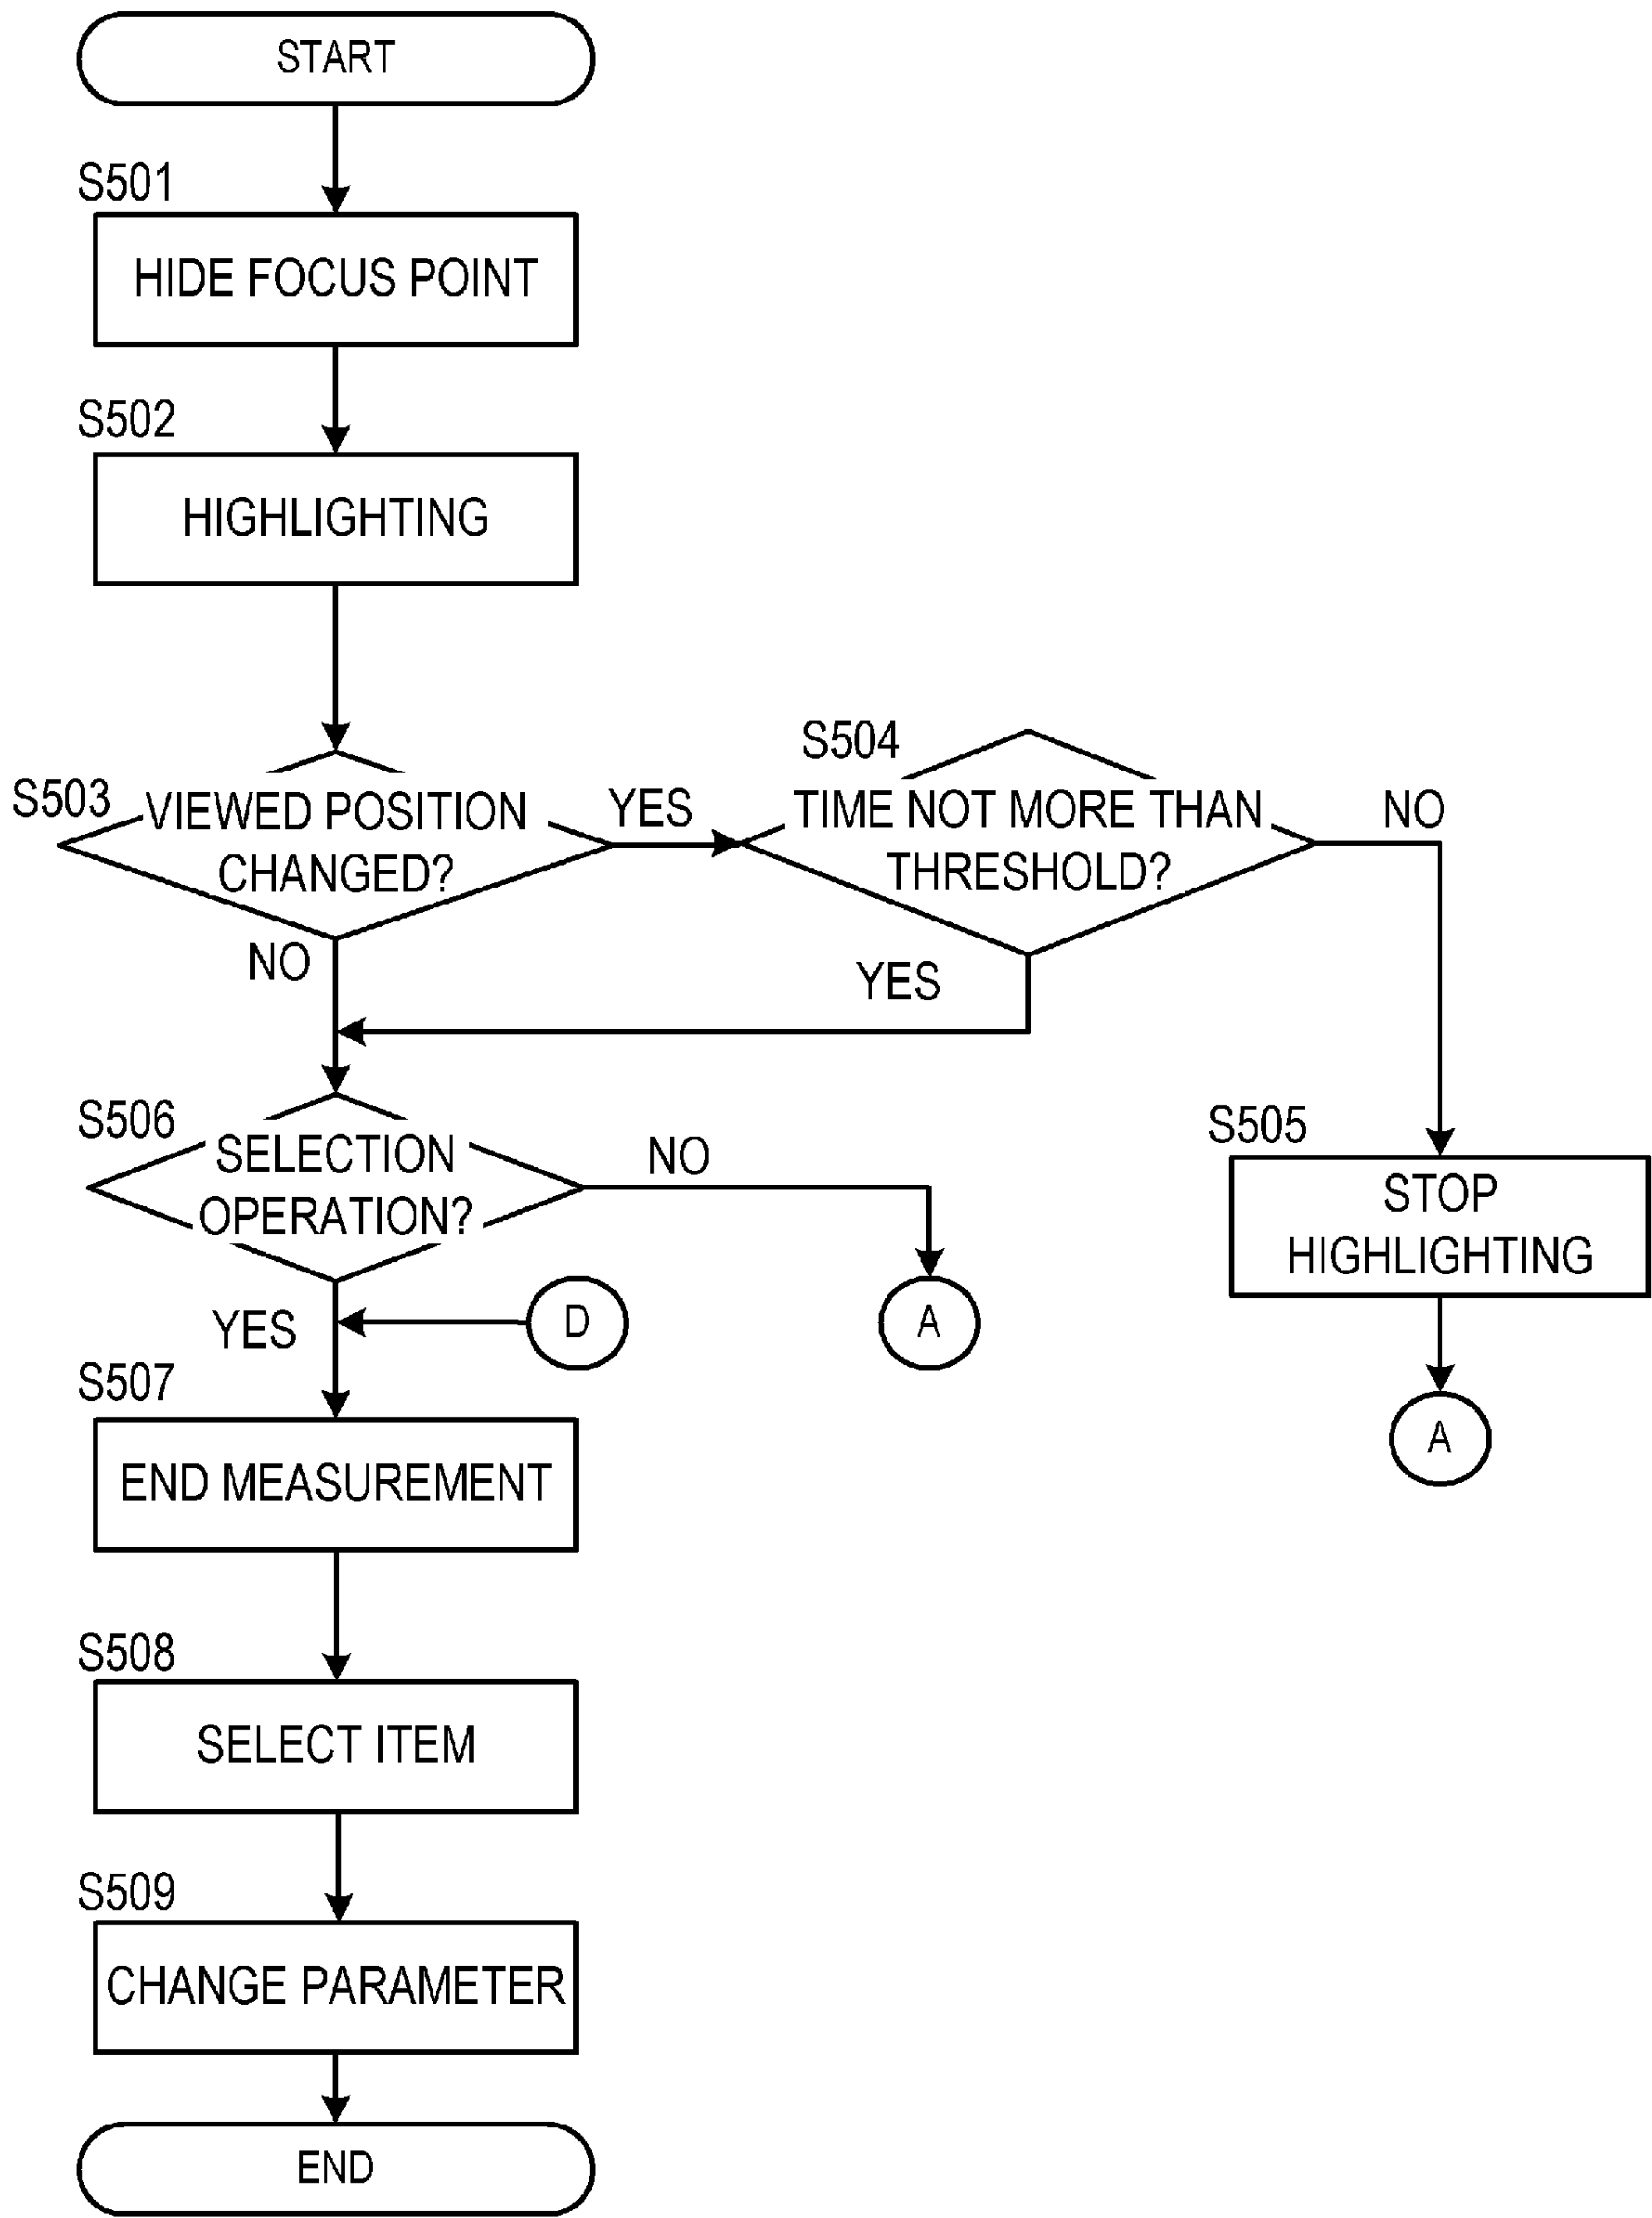 START
S501
HIDE FOCUS POINT
S502
HIGHLIGHTING
S503
VIEWED POSITION
CHANGED?
YES
NO
S504
TIME NOT MORE THAN
THRESHOLD?
NO
YES
S505
STOP
HIGHLIGHTING
A
S506
SELECTION
OPERATION?
NO
A
YES
D
S507
END MEASUREMENT
S508
SELECT ITEM
S509
CHANGE PARAMETER
END